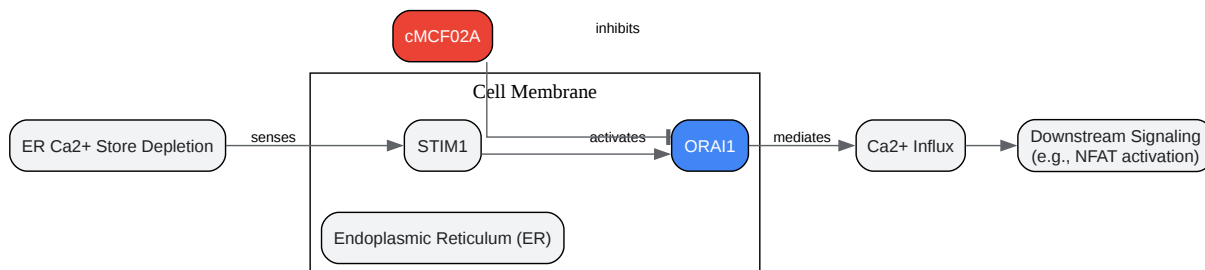 cMCF02A
inhibits
Cell Membrane
ER Ca2+ Store Depletion
senses
STIM1
activates
ORAI1
mediates
Ca2+ Influx
Downstream Signaling
(e.g., NFAT activation)
Endoplasmic Reticulum (ER)